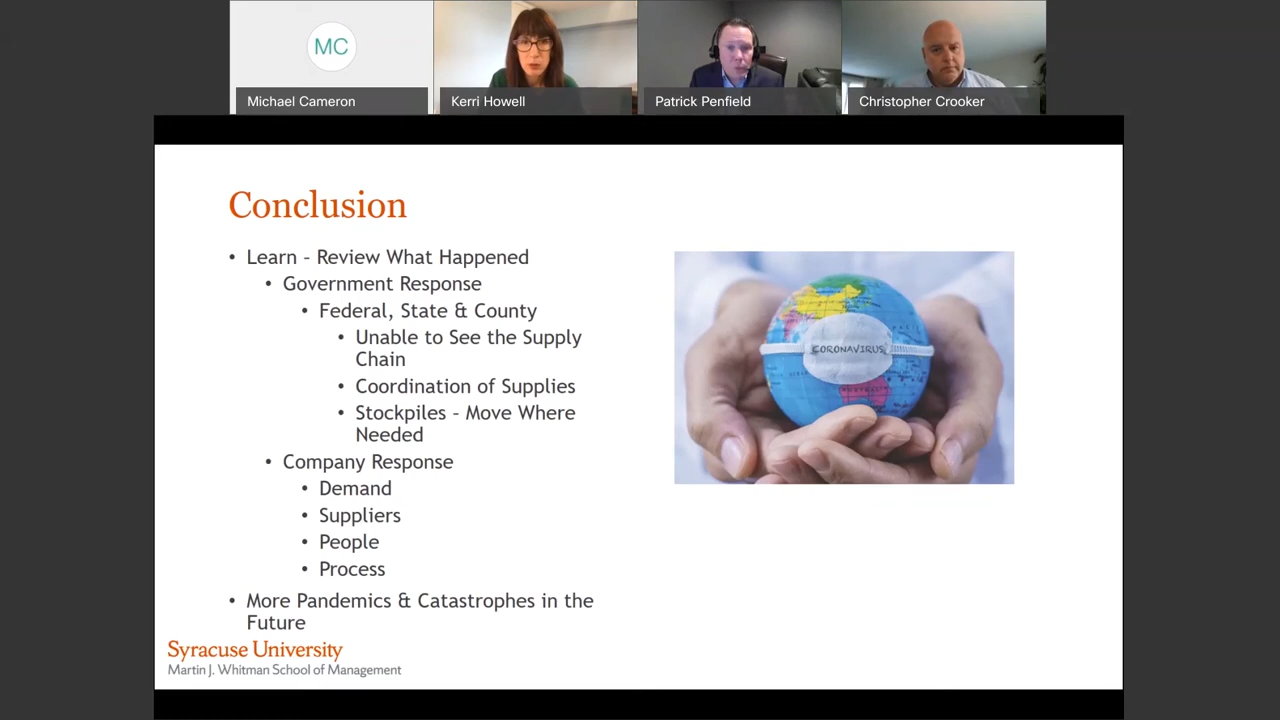 MC
Michael Cameron
Kerri Howell
Patrick Penfield
Christopher Crooker
Conclusion
• Learn – Review What Happened
• Government Response
• Federal, State & County
• Unable to See the Supply
Chain
• Coordination of Supplies
• Stockpiles – Move Where
Needed
• Company Response
• Demand
• Suppliers
• People
• Process
• More Pandemics & Catastrophes in the
Future
CORONAVIRUS
Syracuse University
Martin J. Whitman School of Management